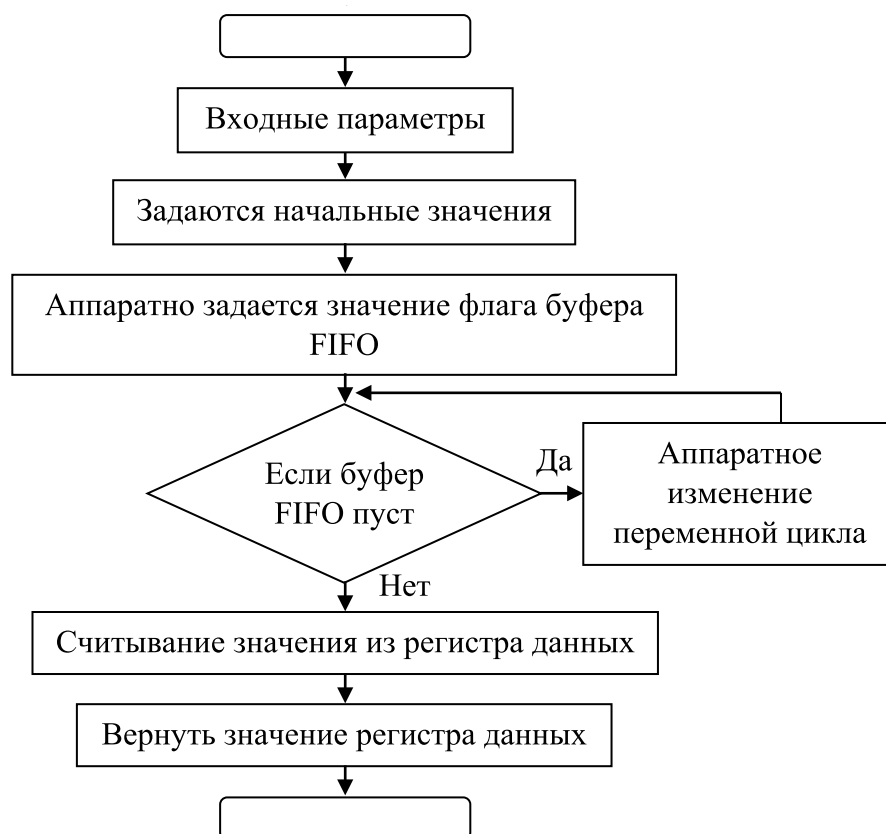 Входные параметры
Задаются начальные значения
Аппаратно задается значение флага буфера
FIFO
Если буфер
FIFO пуст
Да
Аппаратное
изменение
переменной цикла
Нет
Считывание значения из регистра данных
Вернуть значение регистра данных